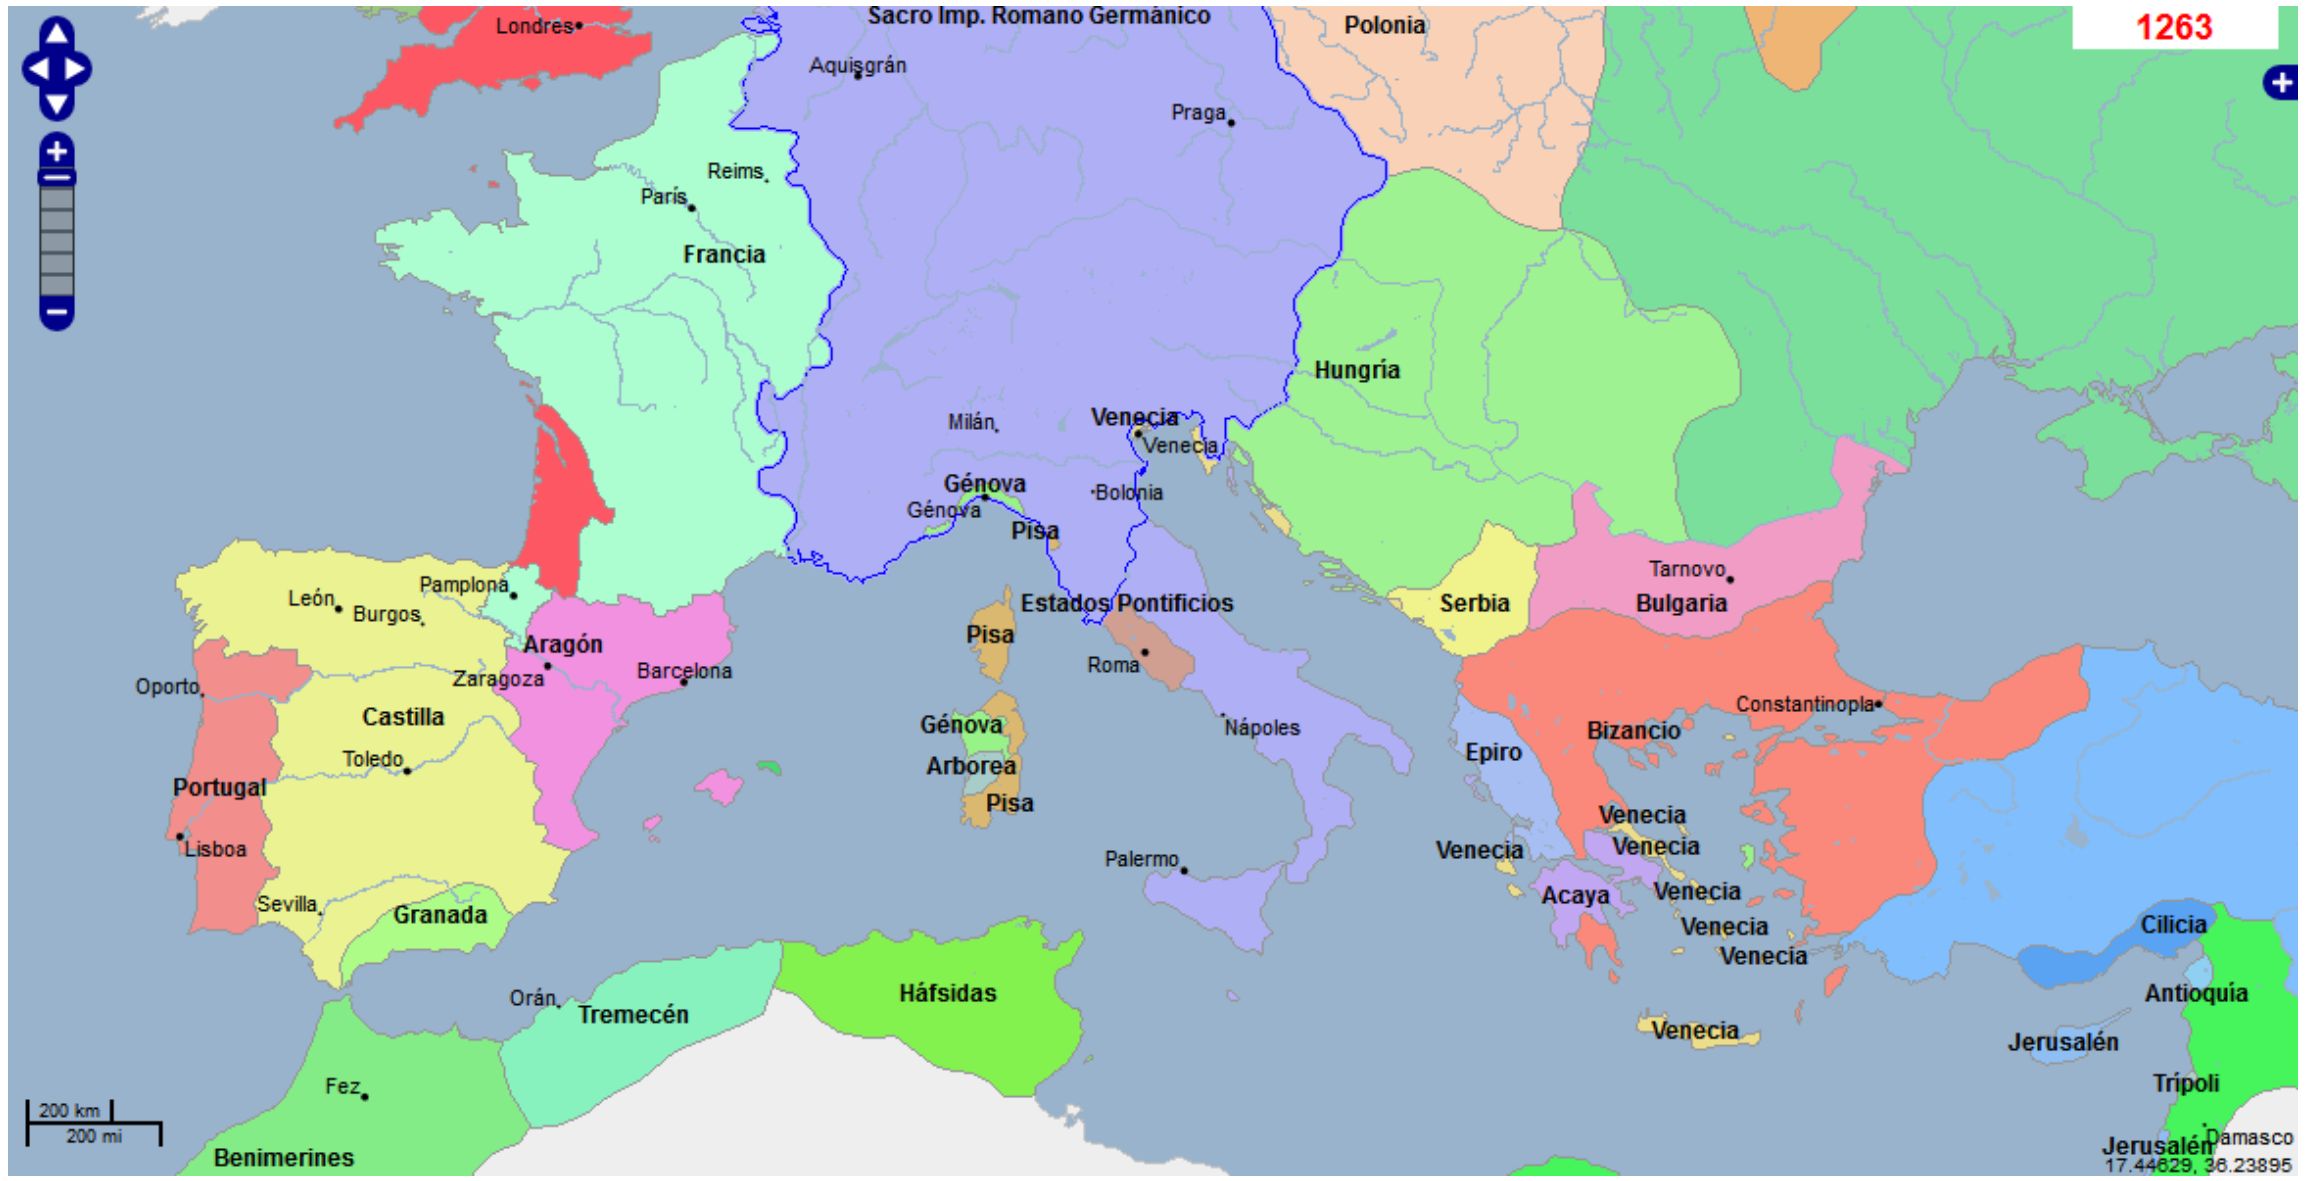 Sacro Imp. Romano Germánico
Polonia
1263
Londres
Aquisgrán
Praga
Reims
París
Francia
Hungría
Milán
Venecia
Venecia
Génova
Génova
Bolonia
Pisa
Tarnovo
Bulgaria
Serbia
Estados Pontificios
Pamplona
León
Burgos
Aragón
Pisa
Roma
Oporto
Zaragoza
Barcelona
Castilla
Génova
Nápoles
Constantinopla
Bizancio
Epiro
Toledo
Arborea
Portugal
Pisa
Venecia
Venecia
Venecia
Lisboa
Palermo
Acaya
Venecia
Sevilla
Granada
Venecia
Cilicia
Venecia
Háfsidas
Antioquía
Orán
Tremecén
Venecia
Jerusalén
Fez
Trípoli
200 km
200 mi
Benimerines
Jerusalén
Damasco
17.44629, 36.23895